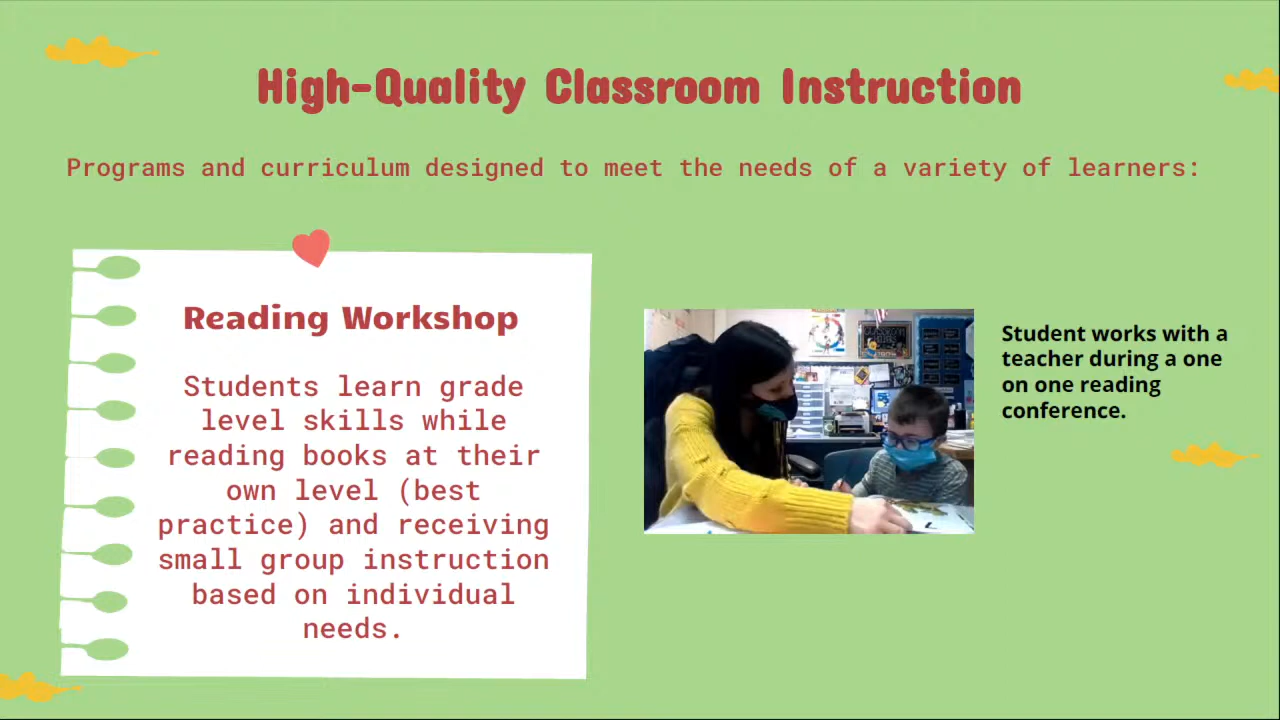 High-Quality Classroom Instruction
Programs and curriculum designed to meet the needs of a variety of learners:
Reading Workshop
Students learn grade
level skills while
reading books at their
own level (best
practice) and receiving
small group instruction
based on individual
needs.
Student works with a
teacher during a one
on one reading
conference.